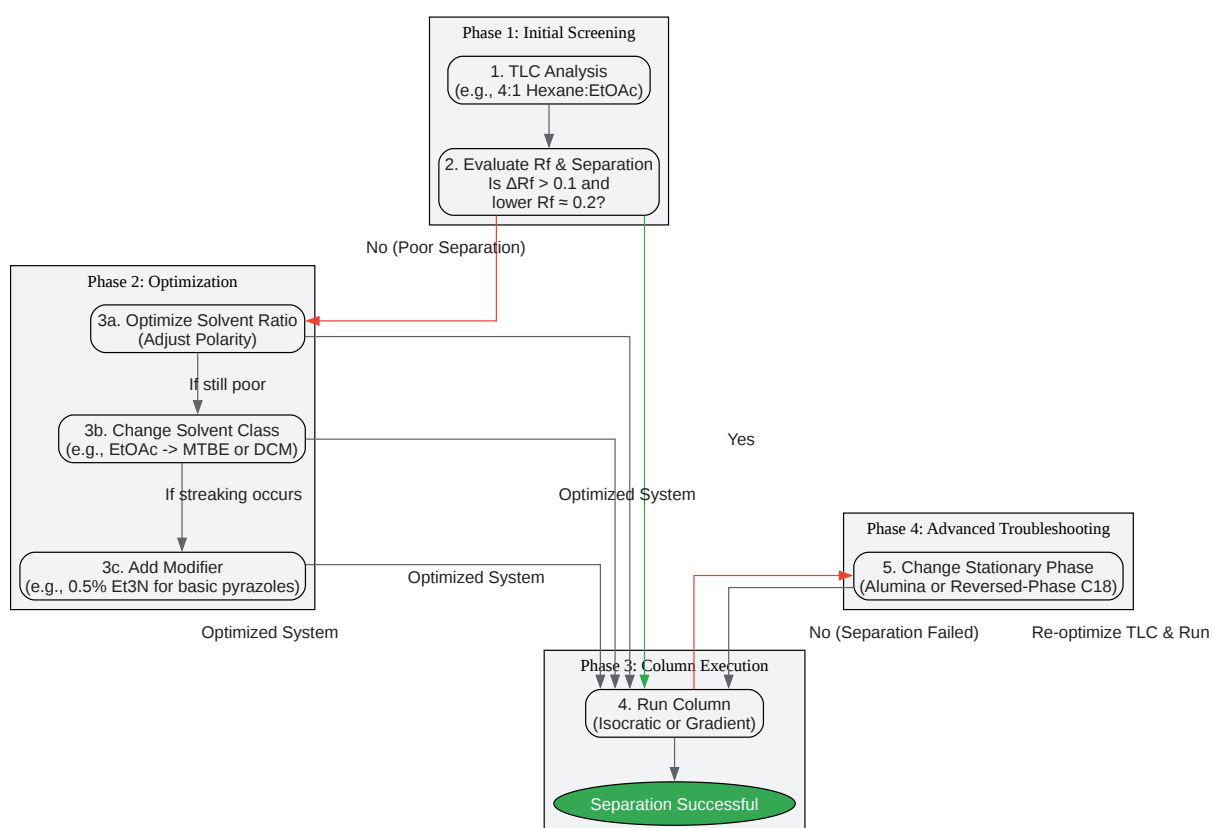 Phase 1: Initial Screening
1. TLC Analysis
(e.g., 4:1 Hexane:EtOAc)
2. Evaluate Rf & Separation
Is ΔRf > 0.1 and
lower Rf ≈ 0.2?
No (Poor Separation)
Phase 2: Optimization
3a. Optimize Solvent Ratio
(Adjust Polarity)
If still poor
3b. Change Solvent Class
(e.g., EtOAc -> MTBE or DCM)
Yes
If streaking occurs
Optimized System
3c. Add Modifier
(e.g., 0.5% Et3N for basic pyrazoles)
Optimized System
Optimized System
Phase 4: Advanced Troubleshooting
5. Change Stationary Phase
(Alumina or Reversed-Phase C18)
No (Separation Failed)
Re-optimize TLC & Run
Phase 3: Column Execution
4. Run Column
(Isocratic or Gradient)
Separation Successful